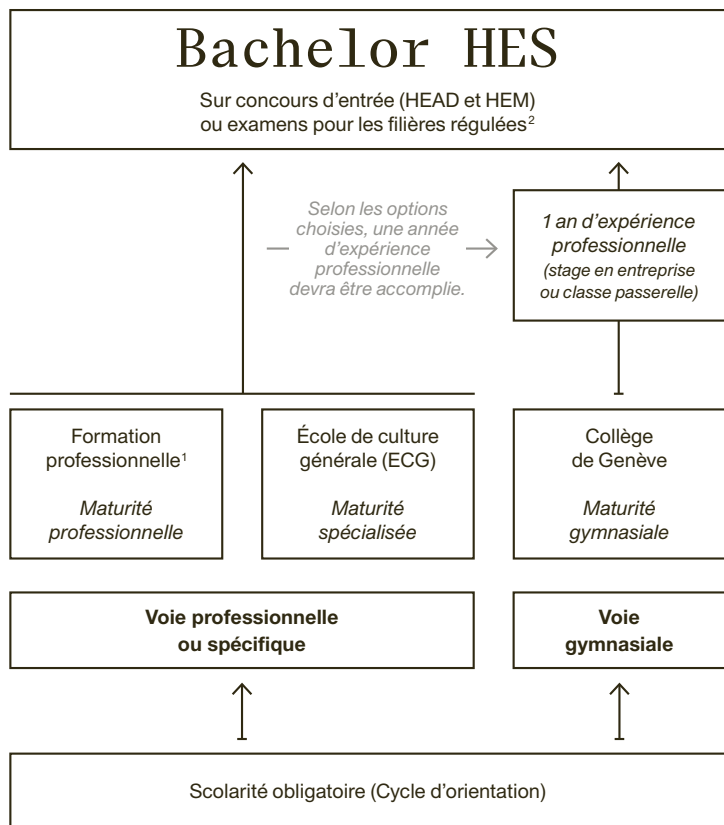 Bachelor HES
Sur concours d'entrée (HEAD et HEM)
ou examens pour les filières régulées²
Selon les options
choisies, une année
d'expérience
professionnelle
devra être accomplie.
1 an d'expérience
professionnelle
(stage en entreprise
ou classe passerelle)
Formation
professionnelle¹
Maturité
professionnelle
École de culture
générale (ECG)
Maturité
spécialisée
Collège
de Genève
Maturité
gymnasiale
Voie professionnelle
ou spécifique
Voie
gymnasiale
Scolarité obligatoire (Cycle d'orientation)